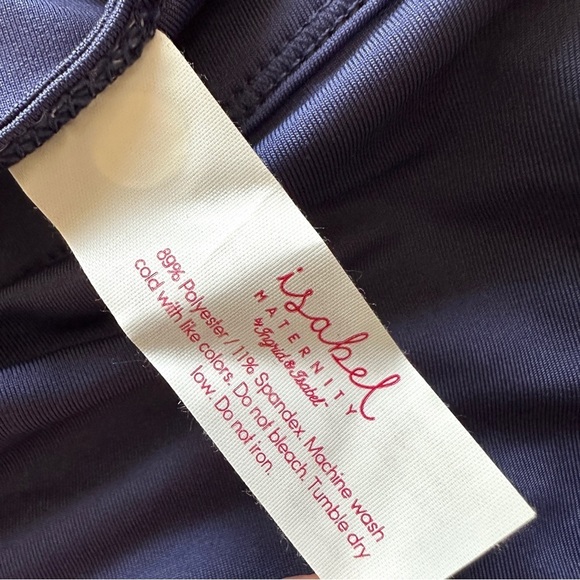 isabel
MATERNITY
by Ingrid & Isabel™
89% Polyester / 11% Spandex. Machine wash
cold with like colors. Do not bleach. Tumble dry
low. Do not iron.